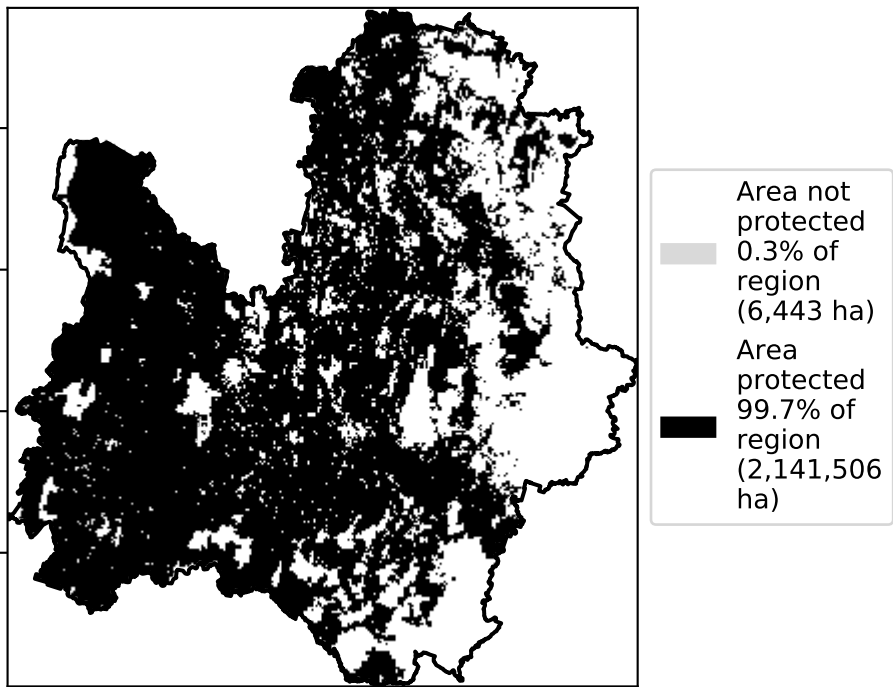 Area not
protected
0.3% of
region
(6,443 ha)
Area
protected
99.7% of
region
(2,141,506
ha)